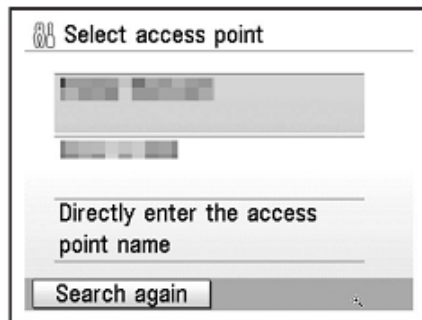 Select access point
Directly enter the access
point name
Search again